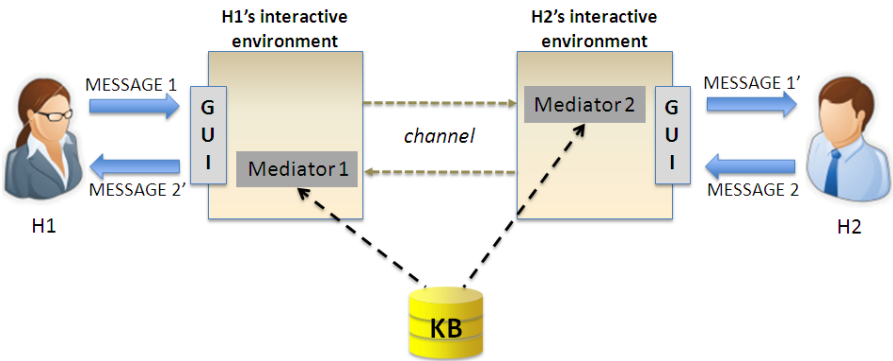 H1's interactive
environment
H2's interactive
environment
MESSAGE 1
MESSAGE 1'
G
U
I
Mediator 2
G
U
I
channel
Mediator 1
MESSAGE 2'
MESSAGE 2
H1
H2
KB